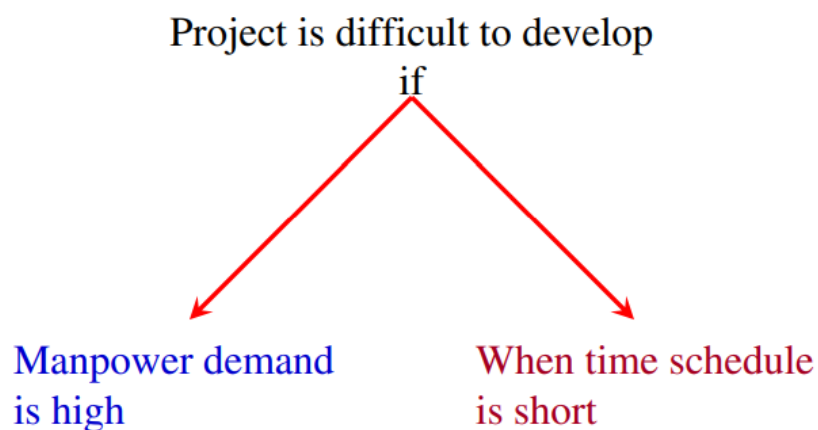 Project is difficult to develop
if
Manpower demand
is high
When time schedule
is short